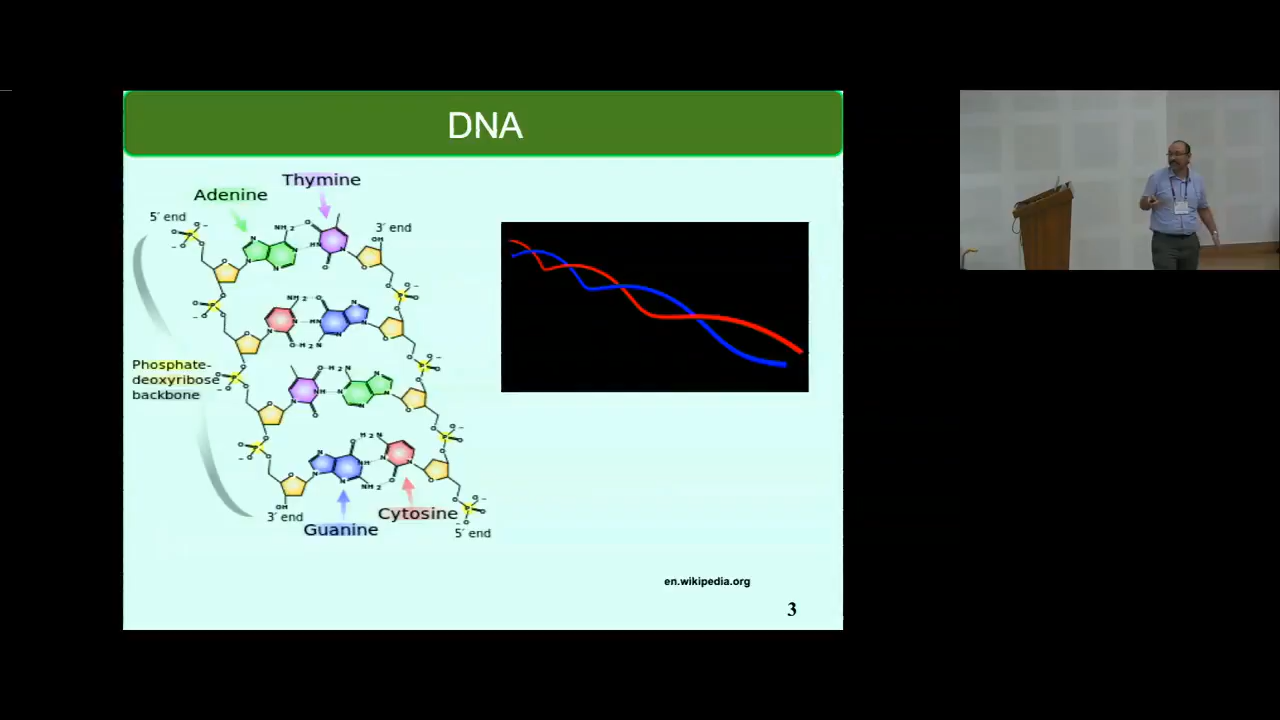 DNA
Thymine
Adenine
5′ end
3′ end
Phosphate-
deoxyribose
backbone
3′ end
Cytosine
Guanine
5′ end
en.wikipedia.org
3